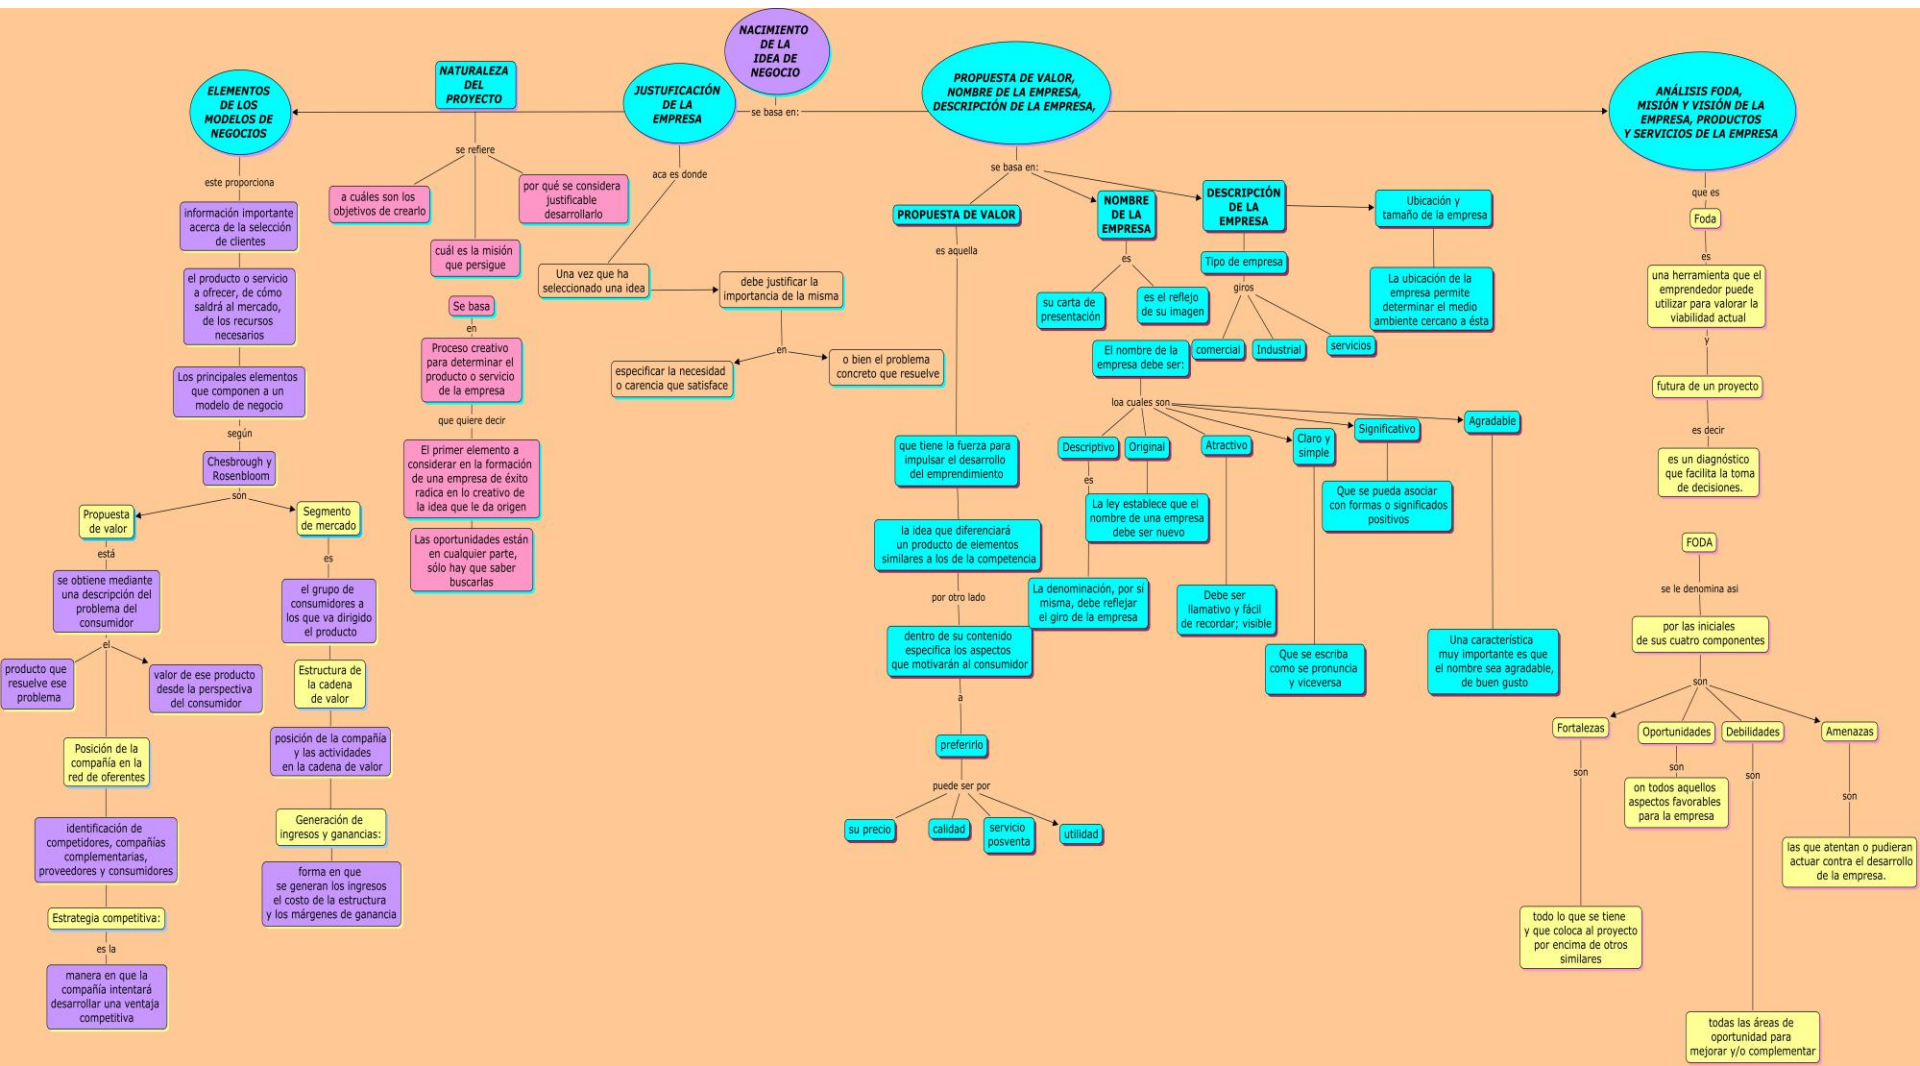 NACIMIENTO
DE LA
IDEA DE
NEGOCIO
se basa en:
ELEMENTOS
DE LOS
MODELOS DE
NEGOCIOS
este proporciona
información importante
acerca de la selección
de clientes
el producto o servicio
a ofrecer, de cómo
saldrá al mercado,
de los recursos
necesarios
Los principales elementos
que componen a un
modelo de negocio
según
Chesbrough y
Rosenbloom
son
Propuesta
de valor
está
se obtiene mediante
una descripción del
problema del
consumidor
el
producto que
resuelve ese
problema
valor de ese producto
desde la perspectiva
del consumidor
Posición de la
compañía en la
red de oferentes
identificación de
competidores, compañías
complementarias,
proveedores y consumidores
Estrategia competitiva:
es la
manera en que la
compañía intentará
desarrollar una ventaja
competitiva
Segmento
de mercado
es
el grupo de
consumidores a
los que va dirigido
el producto
Estructura de
la cadena
de valor
posición de la compañía
y las actividades
en la cadena de valor
Generación de
ingresos y ganancias:
forma en que
se generan los ingresos
el costo de la estructura
y los márgenes de ganancia
NATURALEZA
DEL
PROYECTO
se refiere
a cuáles son los
objetivos de crearlo
por qué se considera
justificable
desarrollarlo
cuál es la misión
que persigue
Se basa
en
Proceso creativo
para determinar el
producto o servicio
de la empresa
que quiere decir
El primer elemento a
considerar en la formación
de una empresa de éxito
radica en lo creativo de
la idea que le da origen
Las oportunidades están
en cualquier parte,
sólo hay que saber
buscarlas
JUSTUFICACIÓN
DE LA
EMPRESA
aca es donde
Una vez que ha
seleccionado una idea
debe justificar la
importancia de la misma
en
especificar la necesidad
o carencia que satisface
o bien el problema
concreto que resuelve
PROPUESTA DE VALOR,
NOMBRE DE LA EMPRESA,
DESCRIPCIÓN DE LA EMPRESA,
se basa en:
PROPUESTA DE VALOR
es aquella
que tiene la fuerza para
impulsar el desarrollo
del emprendimiento
la idea que diferenciará
un producto de elementos
similares a los de la competencia
por otro lado
dentro de su contenido
especifica los aspectos
que motivarán al consumidor
a
preferirlo
puede ser por
su precio
calidad
servicio
posventa
utilidad
NOMBRE
DE LA
EMPRESA
es
su carta de
presentación
es el reflejo
de su imagen
El nombre de la
empresa debe ser:
loa cuales son
Descriptivo
Original
Atractivo
Claro y
simple
Significativo
Agradable
es
La ley establece que el
nombre de una empresa
debe ser nuevo
La denominación, por sí
misma, debe reflejar
el giro de la empresa
Debe ser
llamativo y fácil
de recordar; visible
Que se escriba
como se pronuncia
y viceversa
Que se pueda asociar
con formas o significados
positivos
Una característica
muy importante es que
el nombre sea agradable,
de buen gusto
DESCRIPCIÓN
DE LA
EMPRESA
Tipo de empresa
giros
comercial
Industrial
servicios
Ubicación y
tamaño de la empresa
La ubicación de la
empresa permite
determinar el medio
ambiente cercano a ésta
ANÁLISIS FODA,
MISIÓN Y VISIÓN DE LA
EMPRESA, PRODUCTOS
Y SERVICIOS DE LA EMPRESA
que es
Foda
es
una herramienta que el
emprendedor puede
utilizar para valorar la
viabilidad actual
y
futura de un proyecto
es decir
es un diagnóstico
que facilita la toma
de decisiones.
FODA
se le denomina asi
por las iniciales
de sus cuatro componentes
son
Fortalezas
Oportunidades
Debilidades
Amenazas
son
todo lo que se tiene
y que coloca al proyecto
por encima de otros
similares
son
on todos aquellos
aspectos favorables
para la empresa
son
todas las áreas de
oportunidad para
mejorar y/o complementar
son
las que atentan o pudieran
actuar contra el desarrollo
de la empresa.